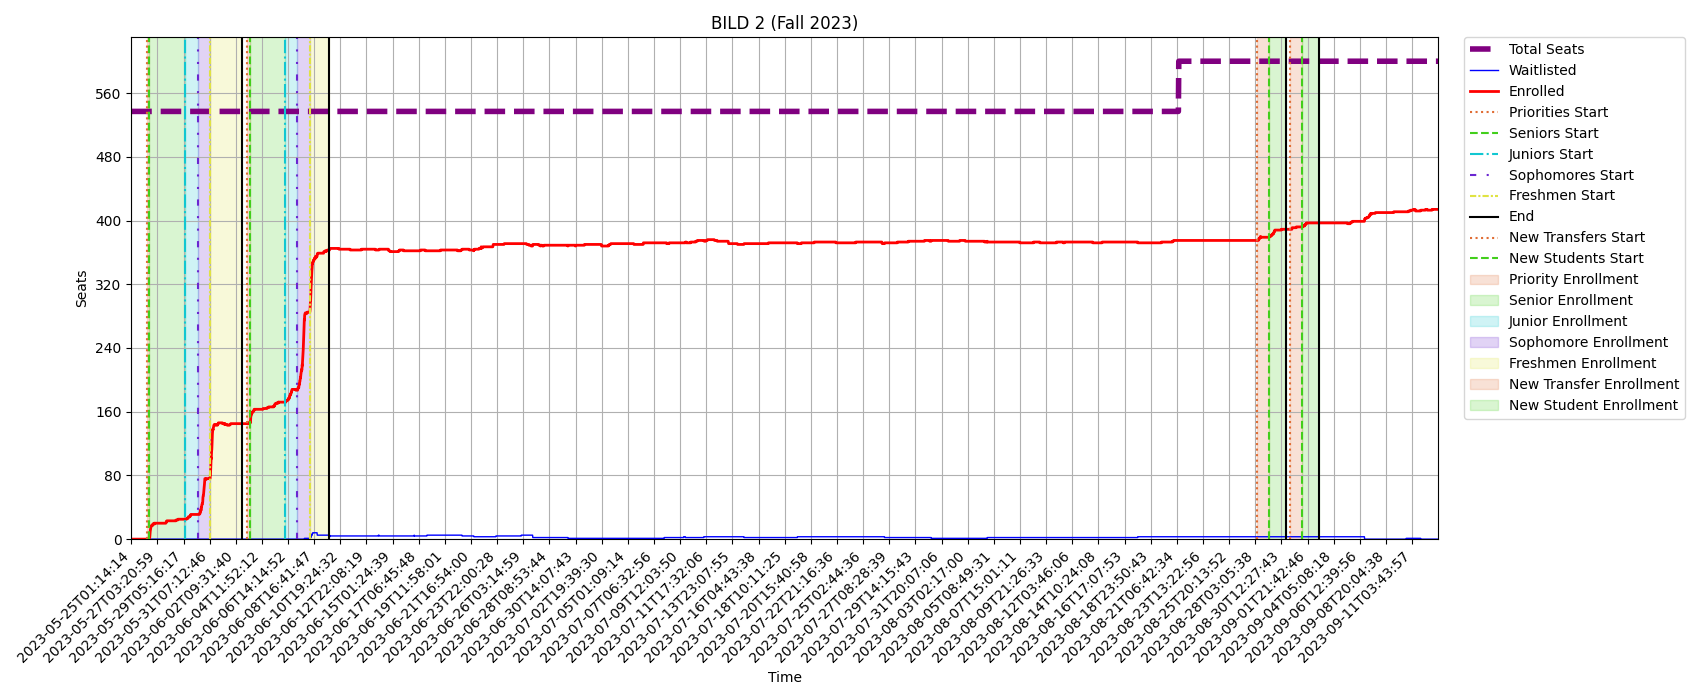 BILD 2 (Fall 2023)
Seats
560
480
400
320
240
160
80
0
2023-05-25T01:14:14
2023-05-27T03:20:59
2023-05-29T05:16:17
2023-05-31T07:12:46
2023-06-02T09:31:40
2023-06-04T11:52:12
2023-06-06T14:14:52
2023-06-08T16:41:47
2023-06-10T19:24:32
2023-06-12T22:08:19
2023-06-15T01:24:39
2023-06-17T06:45:48
2023-06-19T11:58:01
2023-06-21T16:54:00
2023-06-23T22:00:28
2023-06-26T03:14:59
2023-06-28T08:53:44
2023-06-30T14:07:43
2023-07-02T19:39:30
2023-07-05T01:09:14
2023-07-07T06:32:56
2023-07-09T12:03:50
2023-07-11T17:32:06
2023-07-13T23:07:55
2023-07-16T04:43:38
2023-07-18T10:11:25
2023-07-20T15:40:58
2023-07-22T21:16:36
2023-07-25T02:44:36
2023-07-27T08:28:39
2023-07-29T14:15:43
2023-07-31T20:07:06
2023-08-03T02:17:00
2023-08-05T08:49:31
2023-08-07T15:01:11
2023-08-09T21:26:33
2023-08-12T03:46:06
2023-08-14T10:24:08
2023-08-16T17:07:53
2023-08-18T23:50:43
2023-08-21T06:42:34
2023-08-23T13:22:56
2023-08-25T20:13:52
2023-08-28T03:05:38
2023-08-30T12:27:43
2023-09-01T21:42:46
2023-09-04T05:08:18
2023-09-06T12:39:56
2023-09-08T20:04:38
2023-09-11T03:43:57
Time
Total Seats
Waitlisted
Enrolled
Priorities Start
Seniors Start
Juniors Start
Sophomores Start
Freshmen Start
End
New Transfers Start
New Students Start
Priority Enrollment
Senior Enrollment
Junior Enrollment
Sophomore Enrollment
Freshmen Enrollment
New Transfer Enrollment
New Student Enrollment